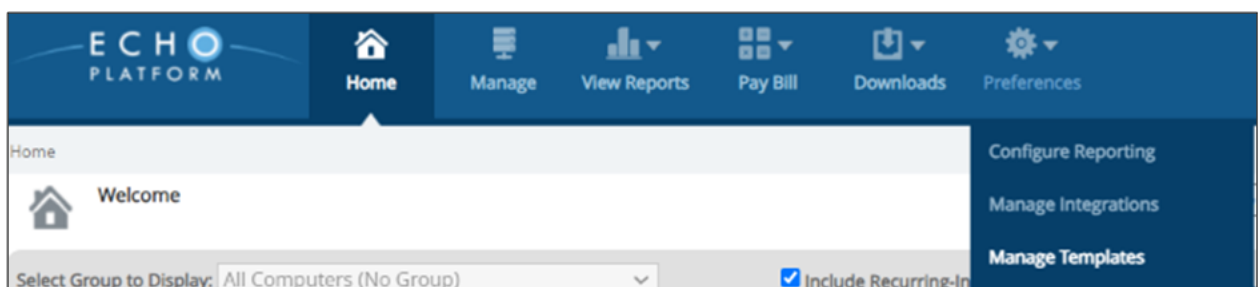 ECHO
PLATFORM
Home
Manage
View Reports
Pay Bill
Downloads
Preferences
Home
Configure Reporting
Welcome
Manage Integrations
Manage Templates
Select Group to Display: All Computers (No Group)
Include Recurring-In